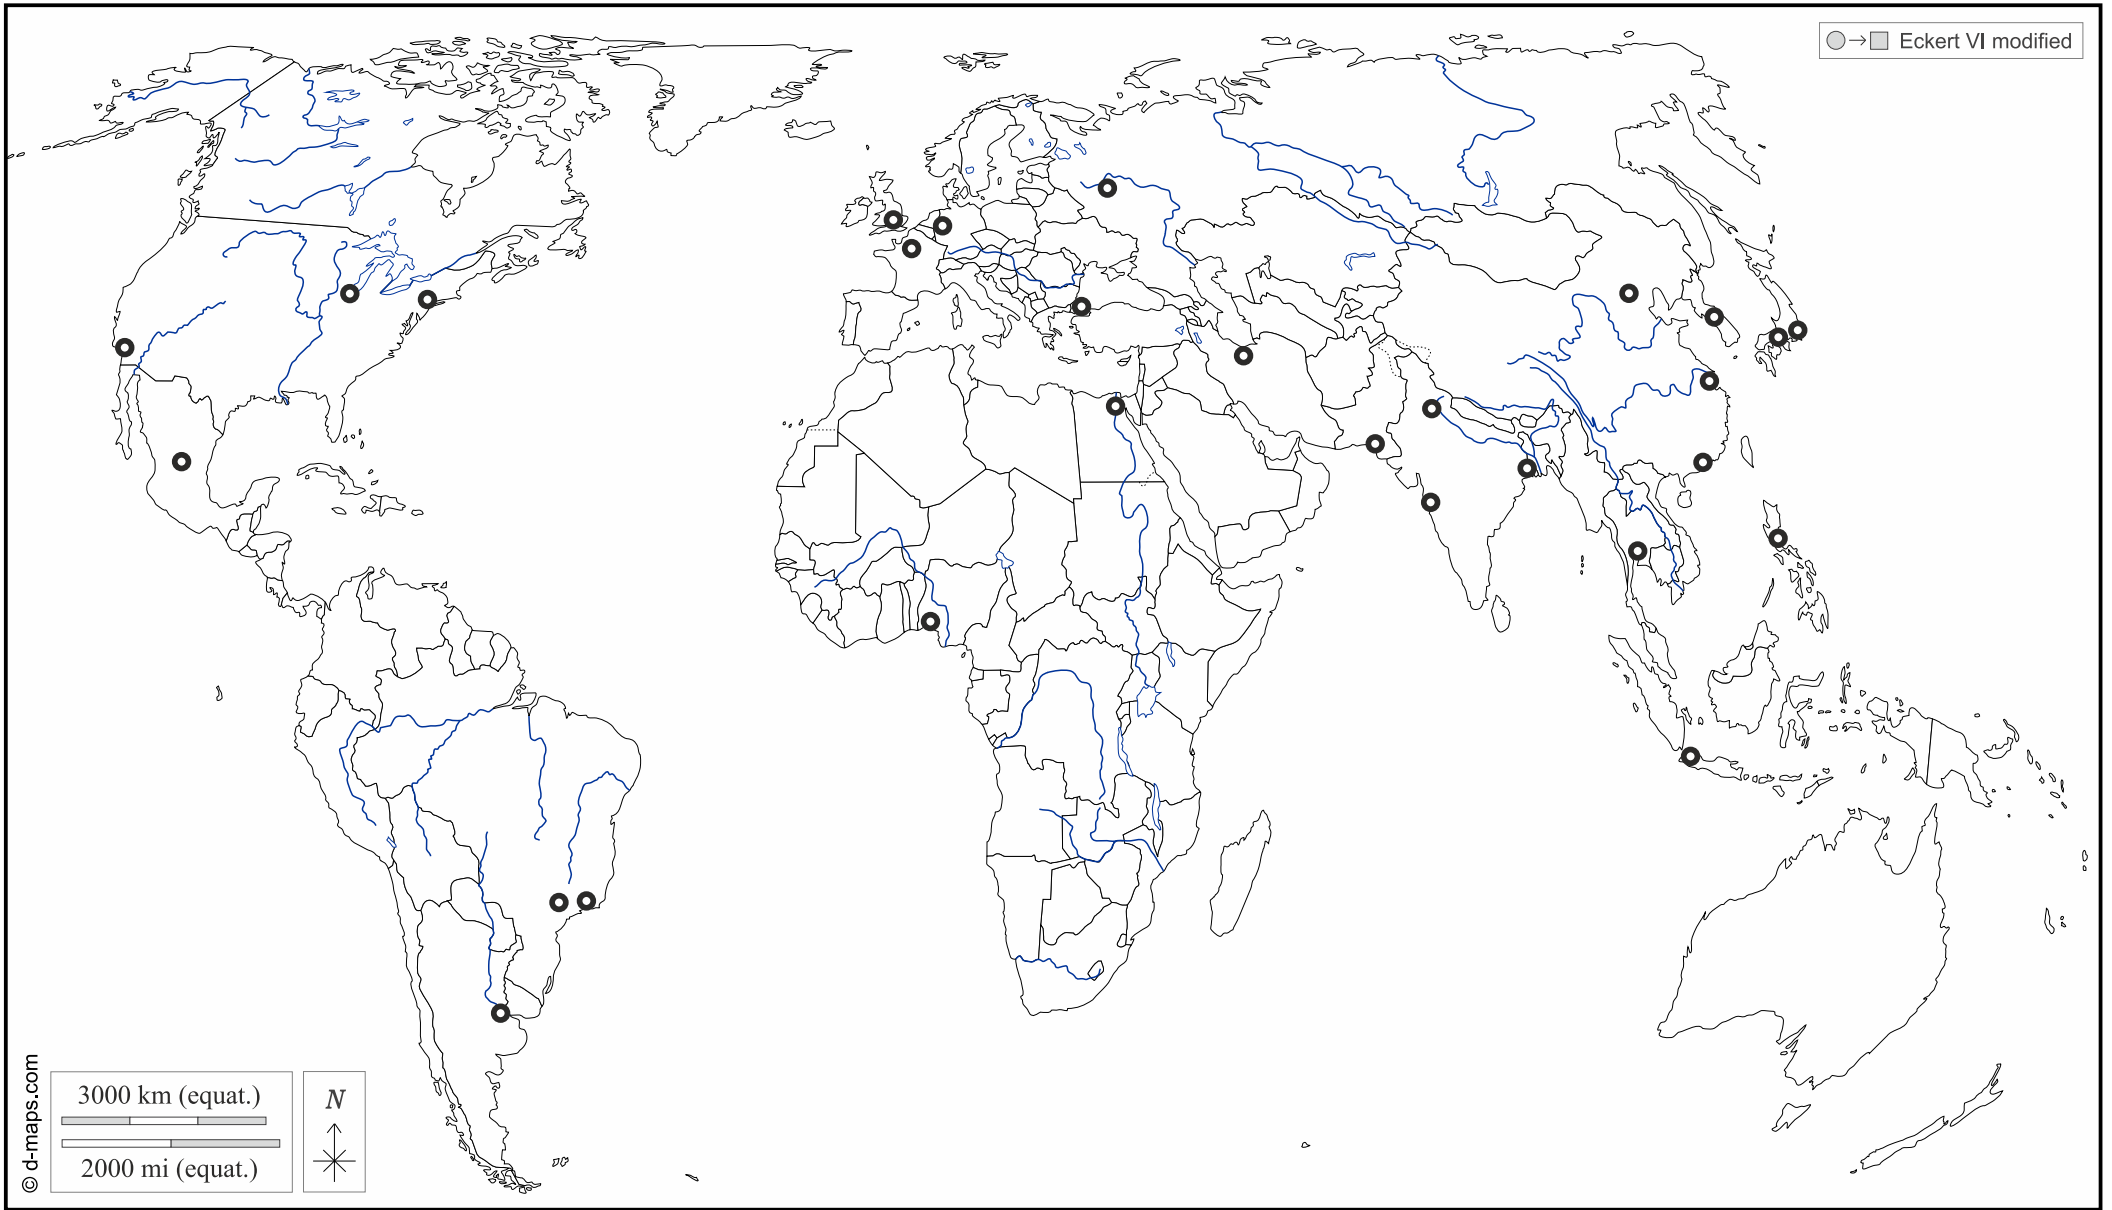 ○→□ Eckert VI modified
3000 km (equat.)
2000 mi (equat.)
N
© d-maps.com